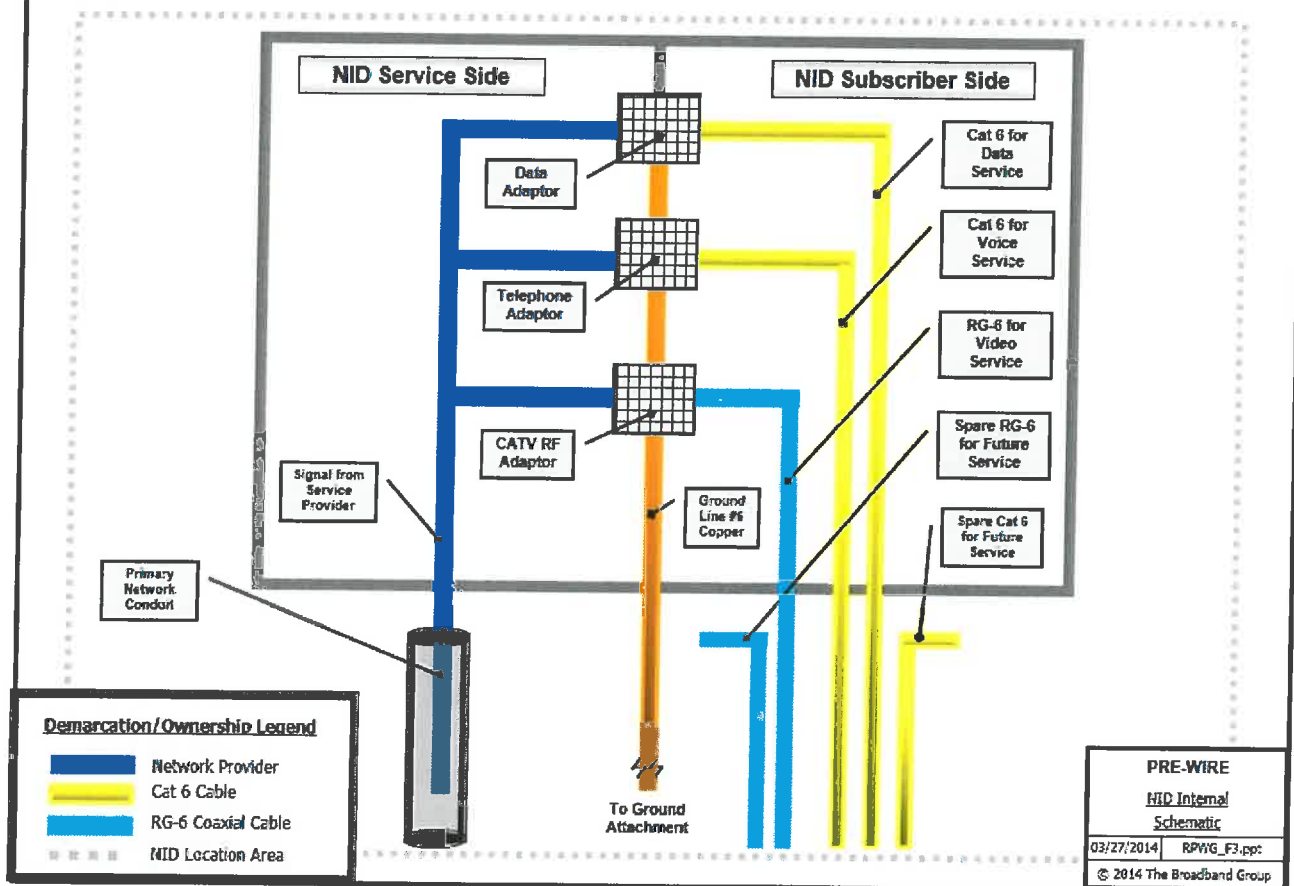 NID Service Side
NID Subscriber Side
Data
Adaptor
Cat 6 for
Data
Service
Cat 6 for
Voice
Service
Telephone
Adaptor
RG-6 for
Video
Service
CATV RF
Adaptor
Spare RG-6
for Future
Service
Signal from
Service
Provider
Ground
Line #6
Copper
Spare Cat 6
for Future
Service
Primary
Network
Conduit
Demarcation/Ownership Legend
Network Provider
Cat 6 Cable
RG-6 Coaxial Cable
NID Location Area
To Ground
Attachment
PRE-WIRE
NID Internal
Schematic
03/27/2014 RPWG_F3.ppt
© 2014 The Broadband Group